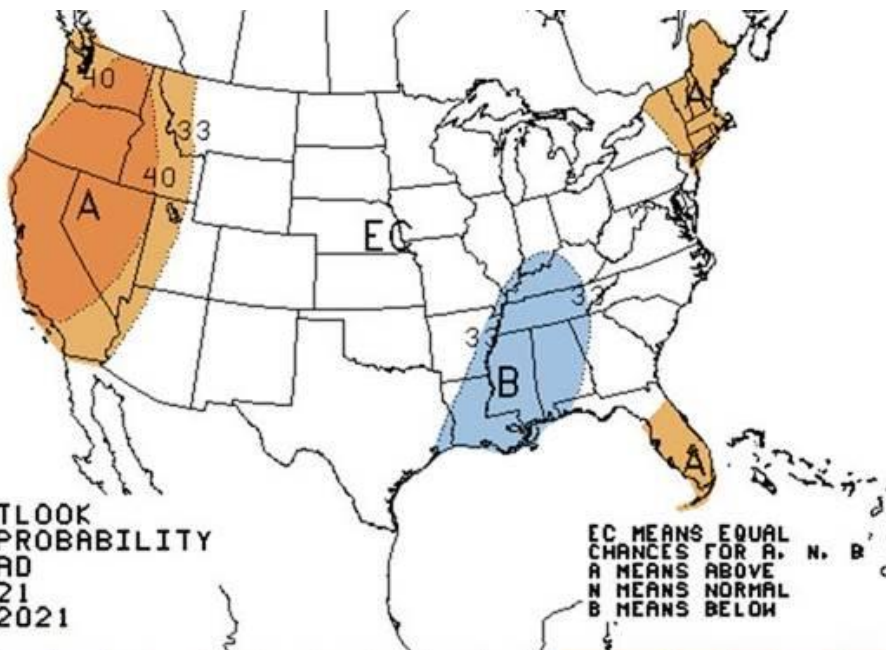 40
33
40
A
EC
33
33
B
A
A
TLOOK
PROBABILITY
AD
21
2021
EC MEANS EQUAL
CHANCES FOR A, N, B
A MEANS ABOVE
N MEANS NORMAL
B MEANS BELOW